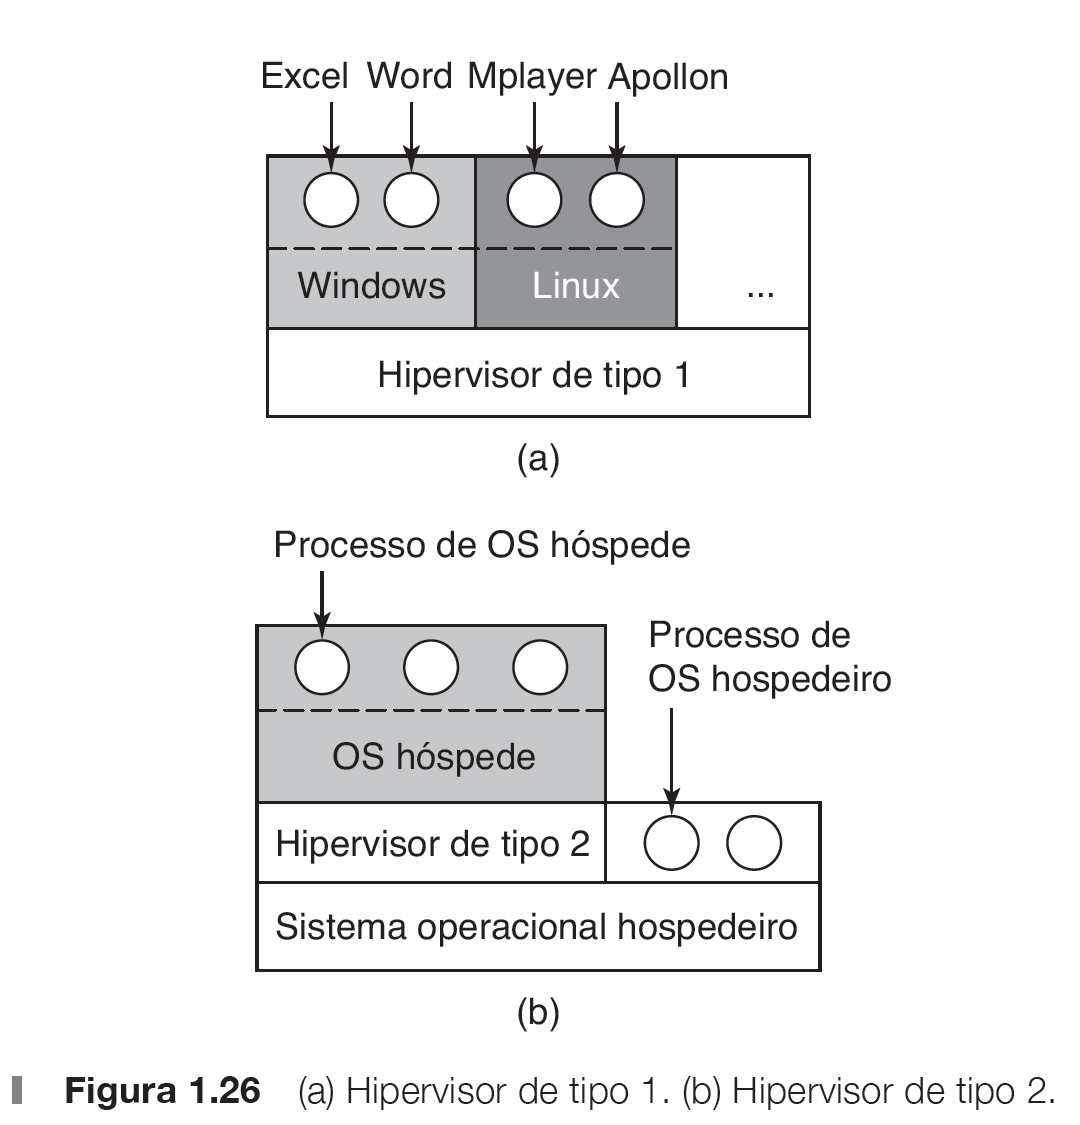 Excel Word Mplayer Apollon
Windows Linux ...
Hipervisor de tipo 1
(a)
Processo de OS hóspede
Processo de
OS hospedeiro
OS hóspede
Hipervisor de tipo 2
Sistema operacional hospedeiro
(b)
Figura 1.26 (a) Hipervisor de tipo 1. (b) Hipervisor de tipo 2.